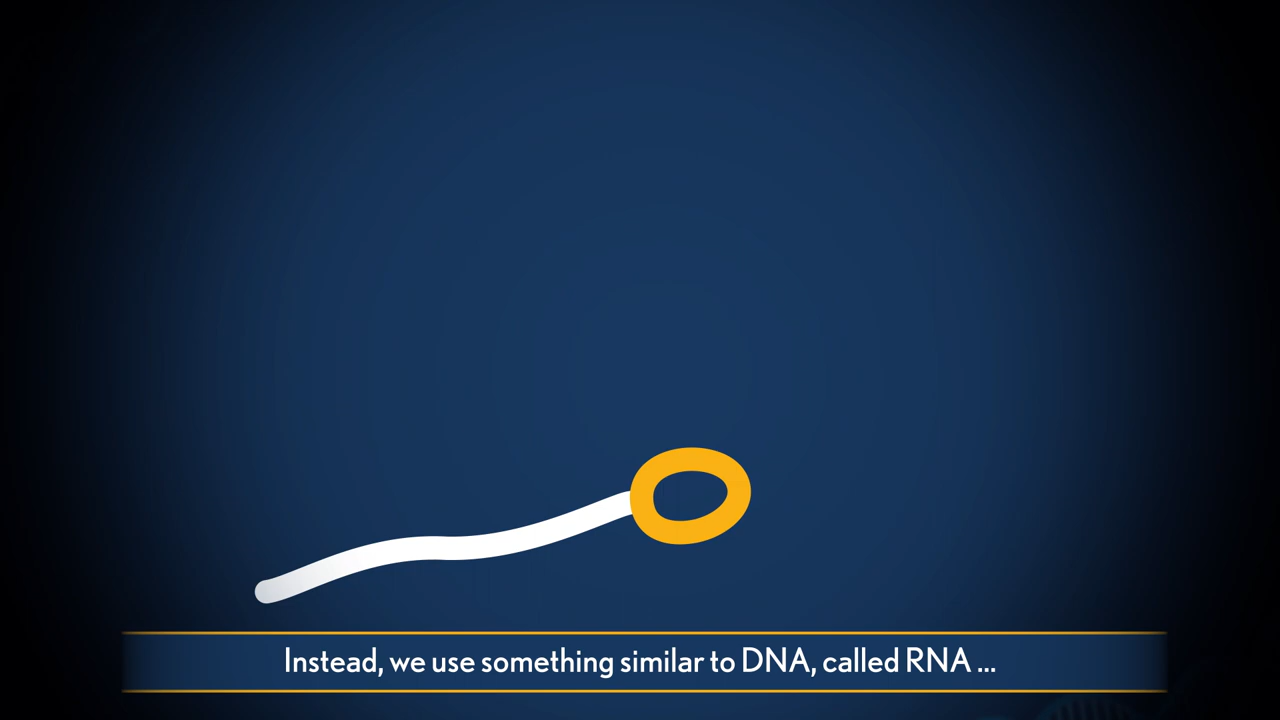 Instead, we use something similar to DNA, called RNA ...